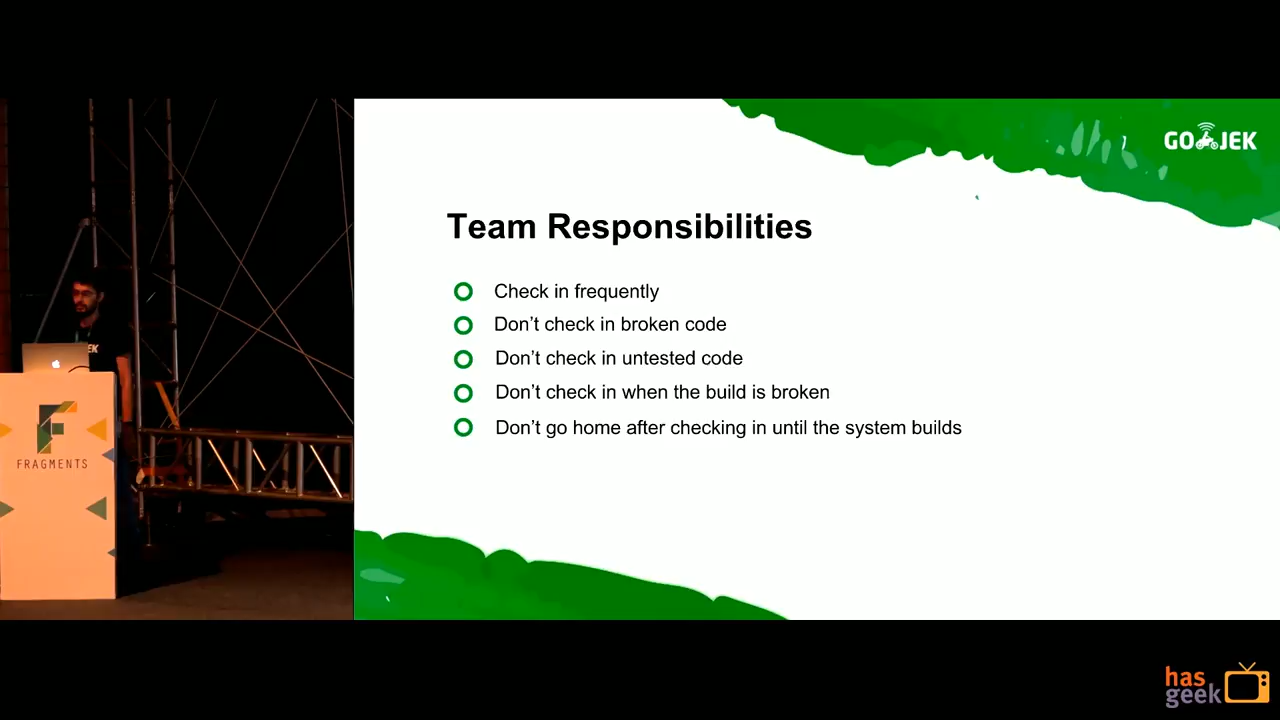 GO JEK
Team Responsibilities
Check in frequently
Don't check in broken code
Don't check in untested code
Don't check in when the build is broken
Don't go home after checking in until the system builds
EK
FRAGMENTS
has
geek